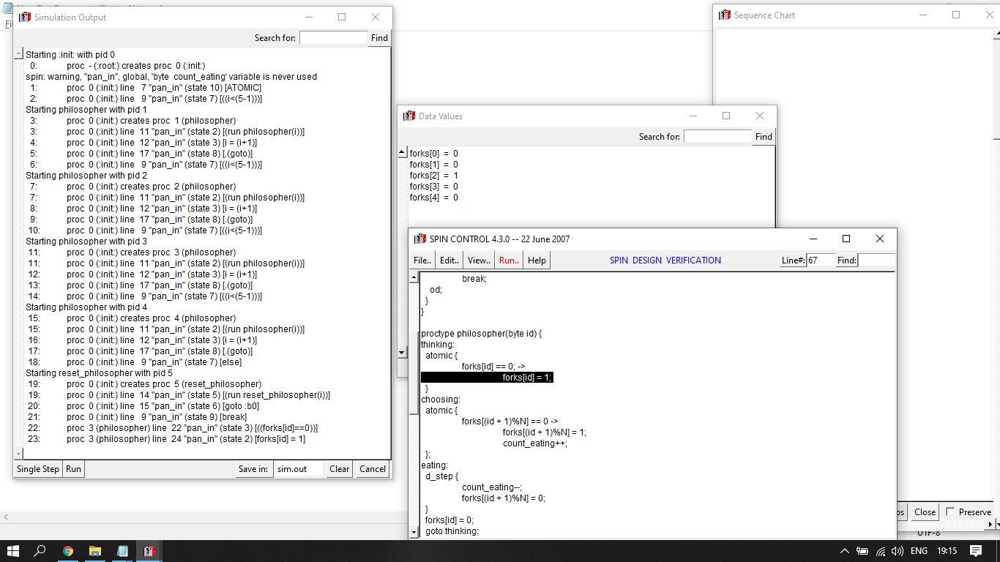 Simulation Output
Search for:
Find
Starting :init: with pid 0
0: proc - (:root:) creates proc 0 (:init:)
spin: warning, "pan_in", global, 'byte count_eating' variable is never used
1: proc 0 (:init:) line 7 "pan_in" (state 10) [ATOMIC]
2: proc 0 (:init:) line 9 "pan_in" (state 7) [((i<(5-1)))]
Starting philosopher with pid 1
3: proc 0 (:init:) creates proc 1 (philosopher)
3: proc 0 (:init:) line 11 "pan_in" (state 2) [(run philosopher(i))]
4: proc 0 (:init:) line 12 "pan_in" (state 3) [i = (i+1)]
5: proc 0 (:init:) line 17 "pan_in" (state 8) [.(goto)]
6: proc 0 (:init:) line 9 "pan_in" (state 7) [((i<(5-1)))]
Starting philosopher with pid 2
7: proc 0 (:init:) creates proc 2 (philosopher)
7: proc 0 (:init:) line 11 "pan_in" (state 2) [(run philosopher(i))]
8: proc 0 (:init:) line 12 "pan_in" (state 3) [i = (i+1)]
9: proc 0 (:init:) line 17 "pan_in" (state 8) [.(goto)]
10: proc 0 (:init:) line 9 "pan_in" (state 7) [((i<(5-1)))]
Starting philosopher with pid 3
11: proc 0 (:init:) creates proc 3 (philosopher)
11: proc 0 (:init:) line 11 "pan_in" (state 2) [(run philosopher(i))]
12: proc 0 (:init:) line 12 "pan_in" (state 3) [i = (i+1)]
13: proc 0 (:init:) line 17 "pan_in" (state 8) [.(goto)]
14: proc 0 (:init:) line 9 "pan_in" (state 7) [((i<(5-1)))]
Starting philosopher with pid 4
15: proc 0 (:init:) creates proc 4 (philosopher)
15: proc 0 (:init:) line 11 "pan_in" (state 2) [(run philosopher(i))]
16: proc 0 (:init:) line 12 "pan_in" (state 3) [i = (i+1)]
17: proc 0 (:init:) line 17 "pan_in" (state 8) [.(goto)]
18: proc 0 (:init:) line 9 "pan_in" (state 7) [else]
Starting reset_philosopher with pid 5
19: proc 0 (:init:) creates proc 5 (reset_philosopher)
19: proc 0 (:init:) line 14 "pan_in" (state 5) [(run reset_philosopher(i))]
20: proc 0 (:init:) line 15 "pan_in" (state 6) [goto :b0]
21: proc 0 (:init:) line 9 "pan_in" (state 9) [break]
22: proc 3 (philosopher) line 22 "pan_in" (state 3) [((forks[id]==0))]
23: proc 3 (philosopher) line 24 "pan_in" (state 2) [forks[id] = 1]
Single Step
Run
Save in:
sim.out
Clear
Cancel
Data Values
Search for:
Find
forks[0] = 0
forks[1] = 0
forks[2] = 1
forks[3] = 0
forks[4] = 0
Sequence Chart
Close
Preserve
SPIN CONTROL 4.3.0 -- 22 June 2007
File..
Edit..
View..
Run..
Help
SPIN DESIGN VERIFICATION
Line#:
67
Find:
break;
od;
}
}
proctype philosopher(byte id) {
thinking:
atomic {
forks[id] == 0; ->
forks[id] = 1;
}
choosing:
atomic {
forks[(id + 1)%N] == 0 ->
forks[(id + 1)%N] = 1;
count_eating++;
};
eating:
d_step {
count_eating--;
forks[(id + 1)%N] = 0;
}
forks[id] = 0;
goto thinking;
UTF-8
ENG
19:15